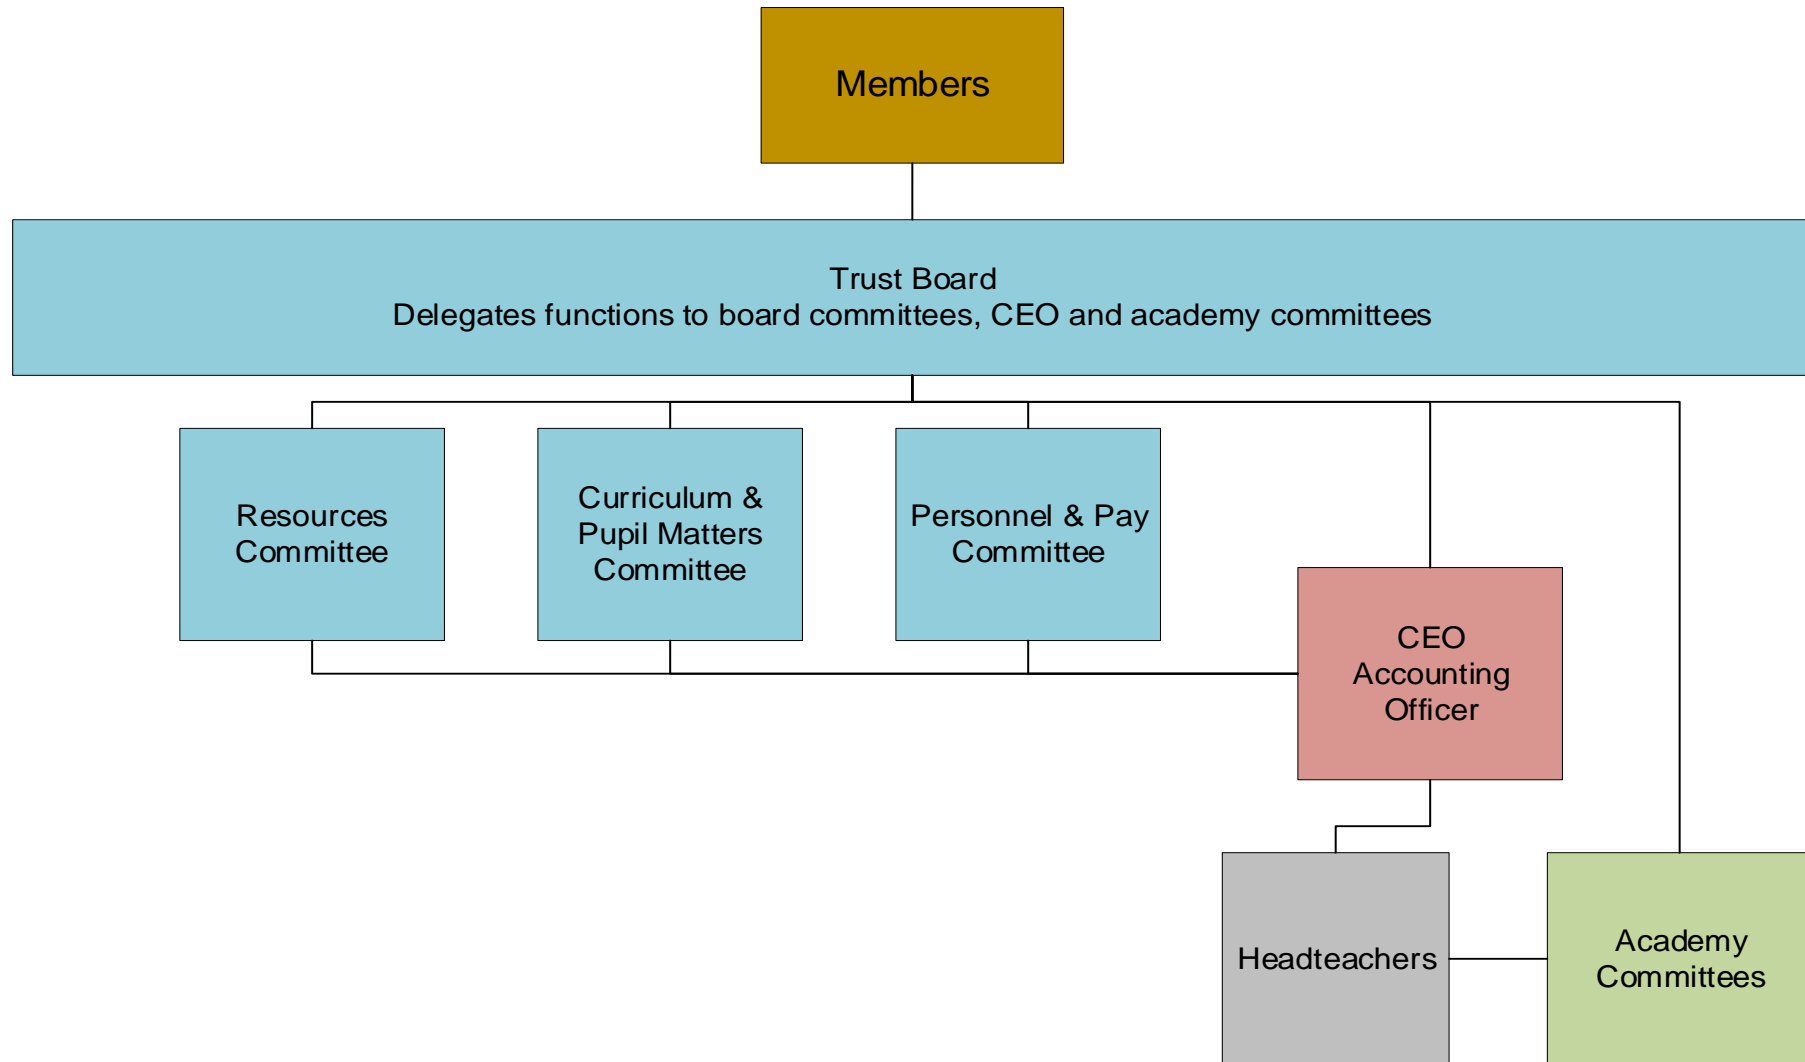 Members
Trust Board
Delegates functions to board committees, CEO and academy committees
Resources
Committee
Curriculum &
Pupil Matters
Committee
Personnel & Pay
Committee
CEO
Accounting
Officer
Headteachers
Academy
Committees